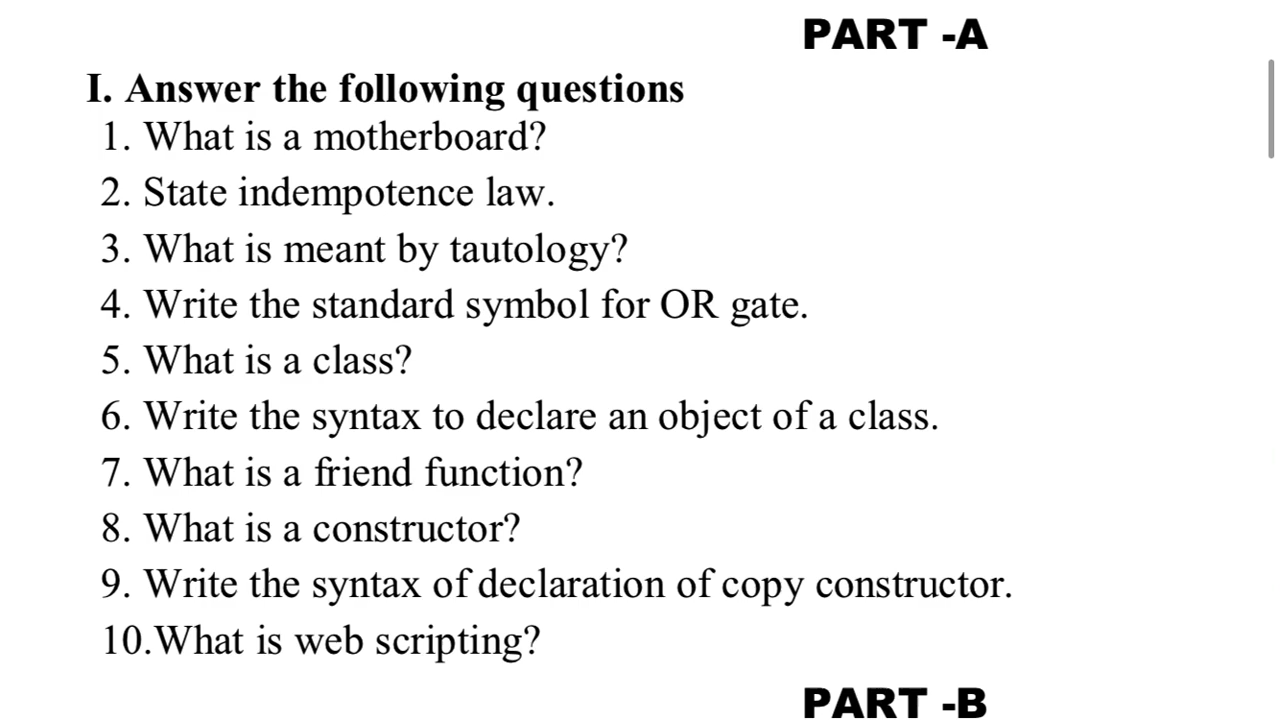 PART -A
I. Answer the following questions
1. What is a motherboard?
2. State indempotence law.
3. What is meant by tautology?
4. Write the standard symbol for OR gate.
5. What is a class?
6. Write the syntax to declare an object of a class.
7. What is a friend function?
8. What is a constructor?
9. Write the syntax of declaration of copy constructor.
10.What is web scripting?
PART -B